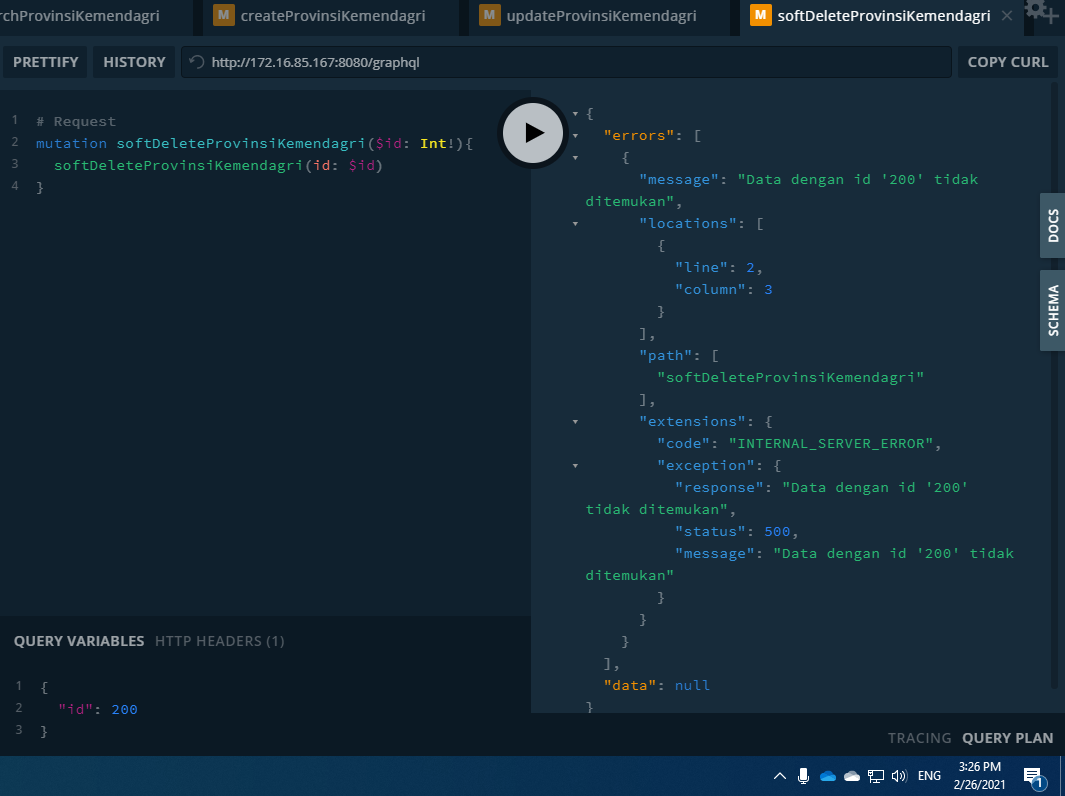 rchProvinsiKemendagri
M createProvinsiKemendagri
M updateProvinsiKemendagri
M softDeleteProvinsiKemendagri
PRETTIFY
HISTORY
http://172.16.85.167:8080/graphql
COPY CURL
1 # Request
2 mutation softDeleteProvinsiKemendagri($id: Int!){
3 softDeleteProvinsiKemendagri(id: $id)
4 }
{
"errors": [
{
"message": "Data dengan id '200' tidak
ditemukan",
"locations": [
{
"line": 2,
"column": 3
}
],
"path": [
"softDeleteProvinsiKemendagri"
],
"extensions": {
"code": "INTERNAL_SERVER_ERROR",
"exception": {
"response": "Data dengan id '200'
tidak ditemukan",
"status": 500,
"message": "Data dengan id '200' tidak
ditemukan"
}
}
}
],
"data": null
}
DOCS
SCHEMA
QUERY VARIABLES
HTTP HEADERS (1)
1 {
2 "id": 200
3 }
TRACING
QUERY PLAN
ENG
3:26 PM
2/26/2021
1